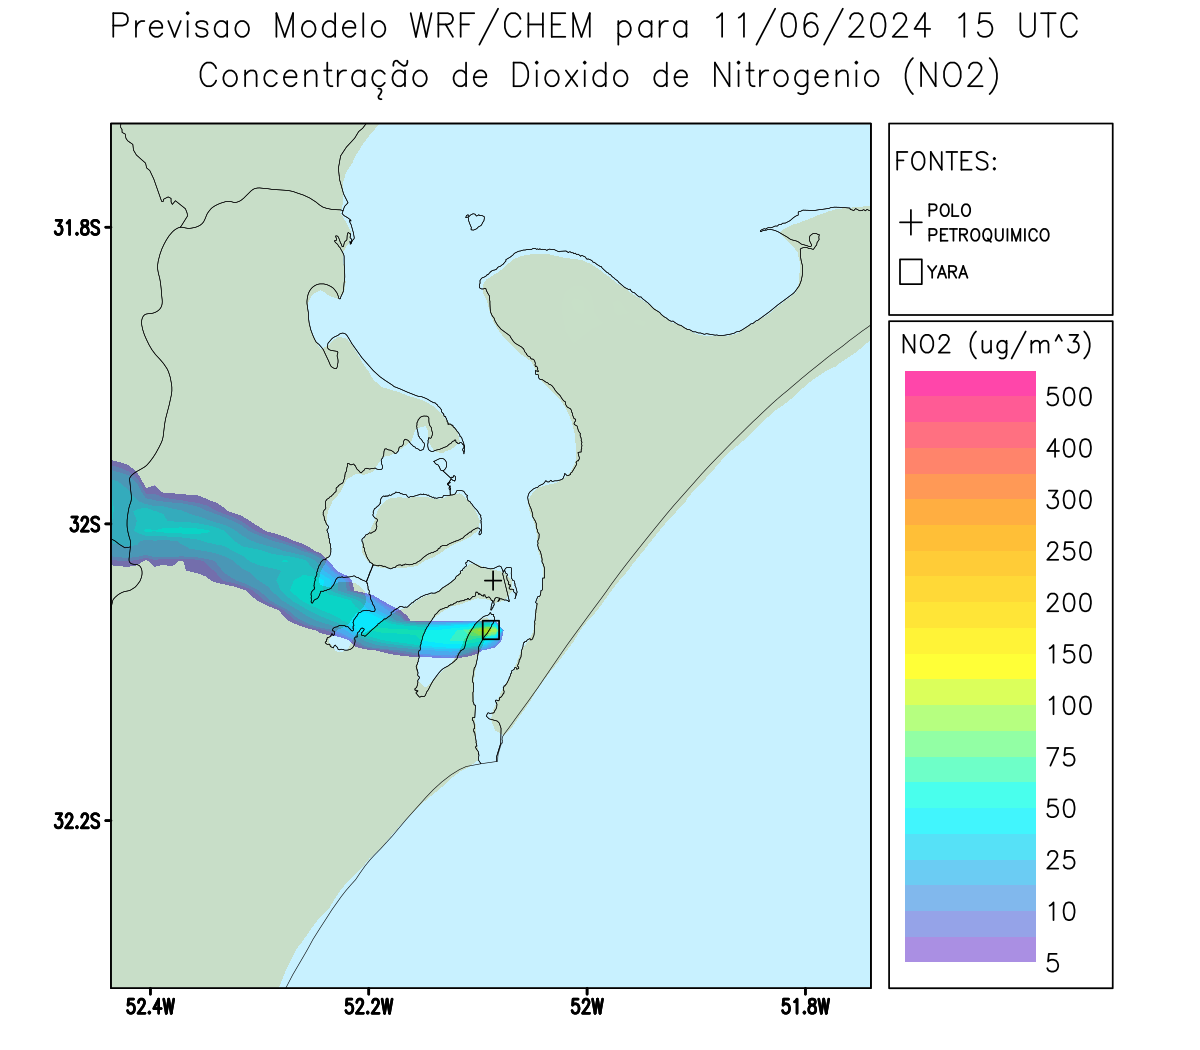 Previsao Modelo WRF/CHEM para 11/06/2024 15 UTC
Concentração de Dioxido de Nitrogenio (NO2)
FONTES:
POLO
PETROQUIMICO
YARA
NO2 (ug/m^3)
500
400
300
250
200
150
100
75
50
25
10
5
31.8S
32S
32.2S
52.4W
52.2W
52W
51.8W